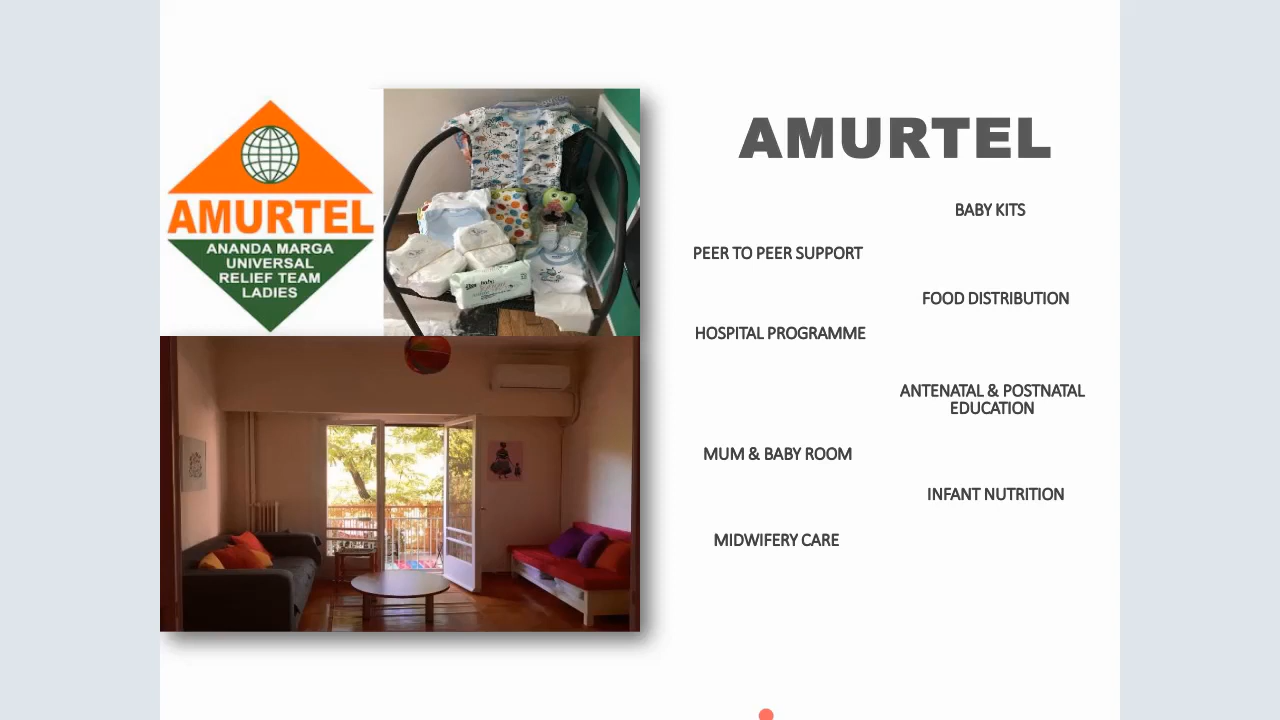 AMURTEL
ANANDA MARGA
UNIVERSAL
RELIEF TEAM
LADIES
baby
AMURTEL
BABY KITS
PEER TO PEER SUPPORT
FOOD DISTRIBUTION
HOSPITAL PROGRAMME
ANTENATAL & POSTNATAL
EDUCATION
MUM & BABY ROOM
INFANT NUTRITION
MIDWIFERY CARE